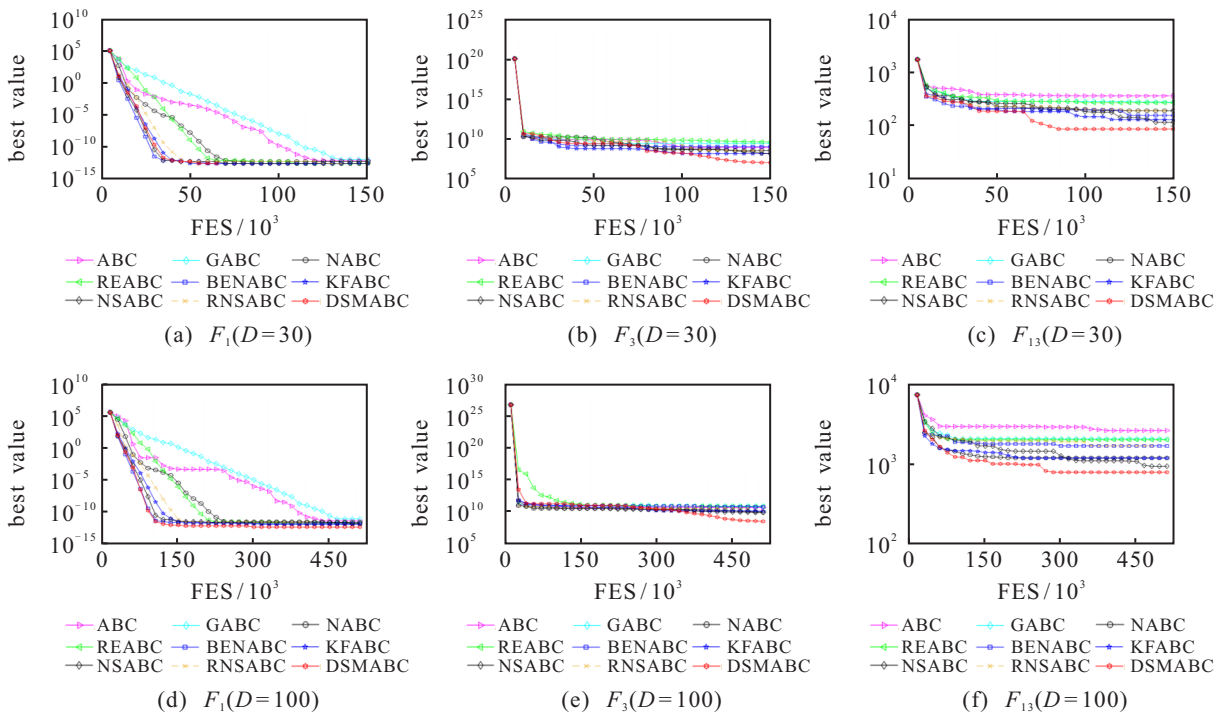 10^10
10^5
10^0
10^-5
10^-10
10^-15
best value
0 50 100 150
FES/10^3
ABC GABC NABC
REABC BENABC KFABC
NSABC RNSABC DSMABC
(a) F_1(D=30)
10^20
10^15
10^10
10^5
best value
0 50 100 150
FES/10^3
ABC GABC NABC
REABC BENABC KFABC
NSABC RNSABC DSMABC
(b) F_3(D=30)
10^4
10^3
10^2
10^1
best value
0 50 100 150
FES/10^3
ABC GABC NABC
REABC BENABC KFABC
NSABC RNSABC DSMABC
(c) F_13(D=30)
10^10
10^5
10^0
10^-5
10^-10
10^-15
best value
0 150 300 450
FES/10^3
ABC GABC NABC
REABC BENABC KFABC
NSABC RNSABC DSMABC
(d) F_1(D=100)
10^30
10^25
10^20
10^15
10^10
10^5
best value
0 150 300 450
FES/10^3
ABC GABC NABC
REABC BENABC KFABC
NSABC RNSABC DSMABC
(e) F_3(D=100)
10^4
10^3
10^2
best value
0 150 300 450
FES/10^3
ABC GABC NABC
REABC BENABC KFABC
NSABC RNSABC DSMABC
(f) F_13(D=100)